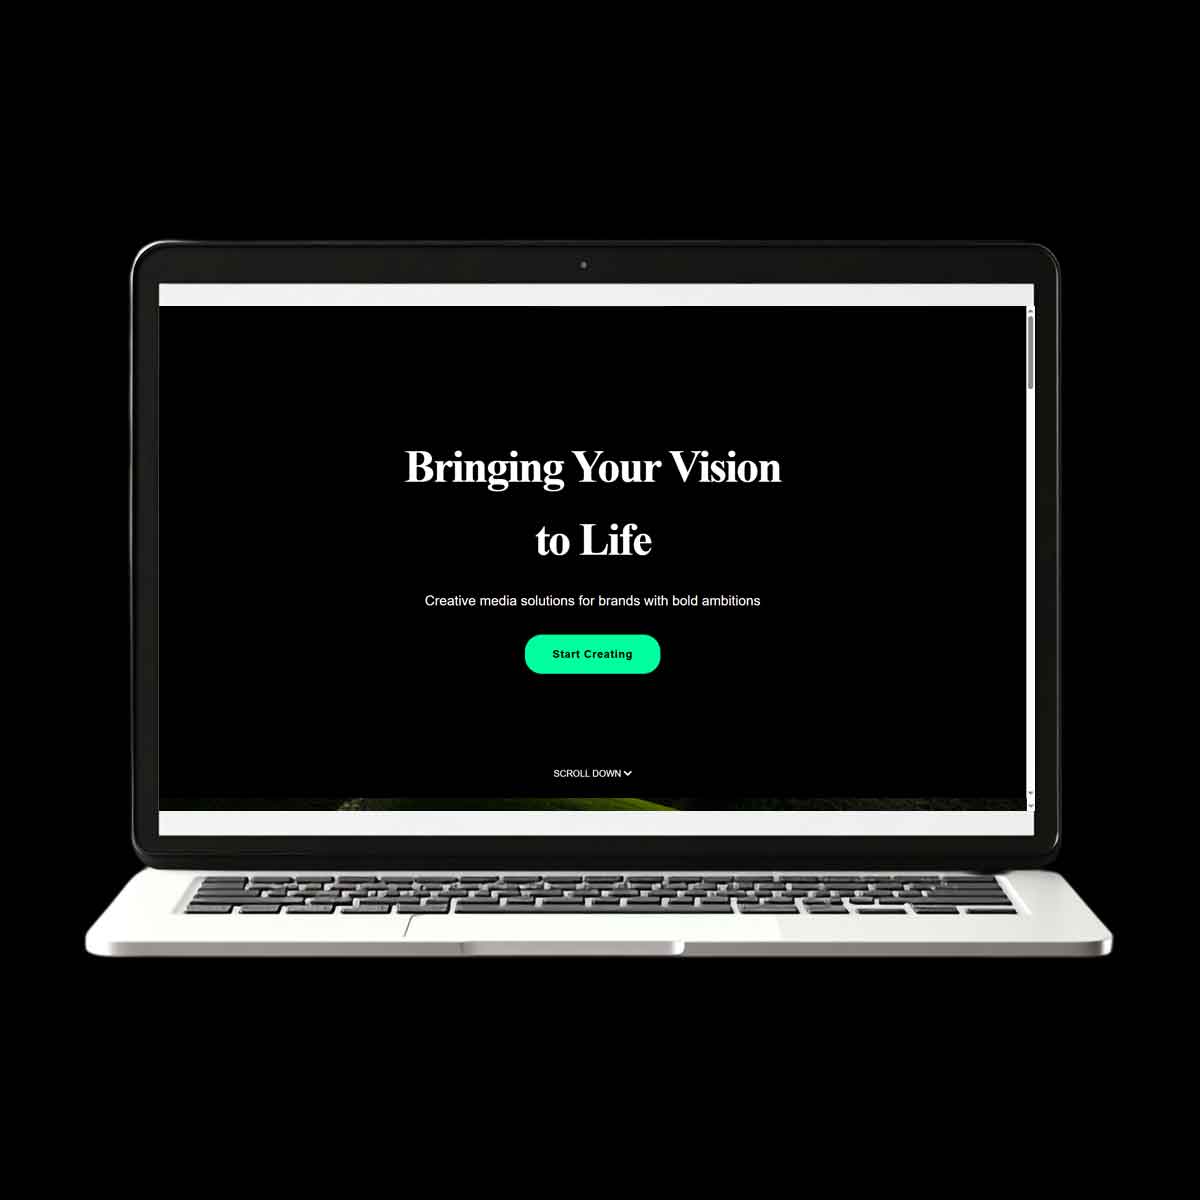 Bringing Your Vision
to Life
Creative media solutions for brands with bold ambitions
Start Creating
SCROLL DOWN